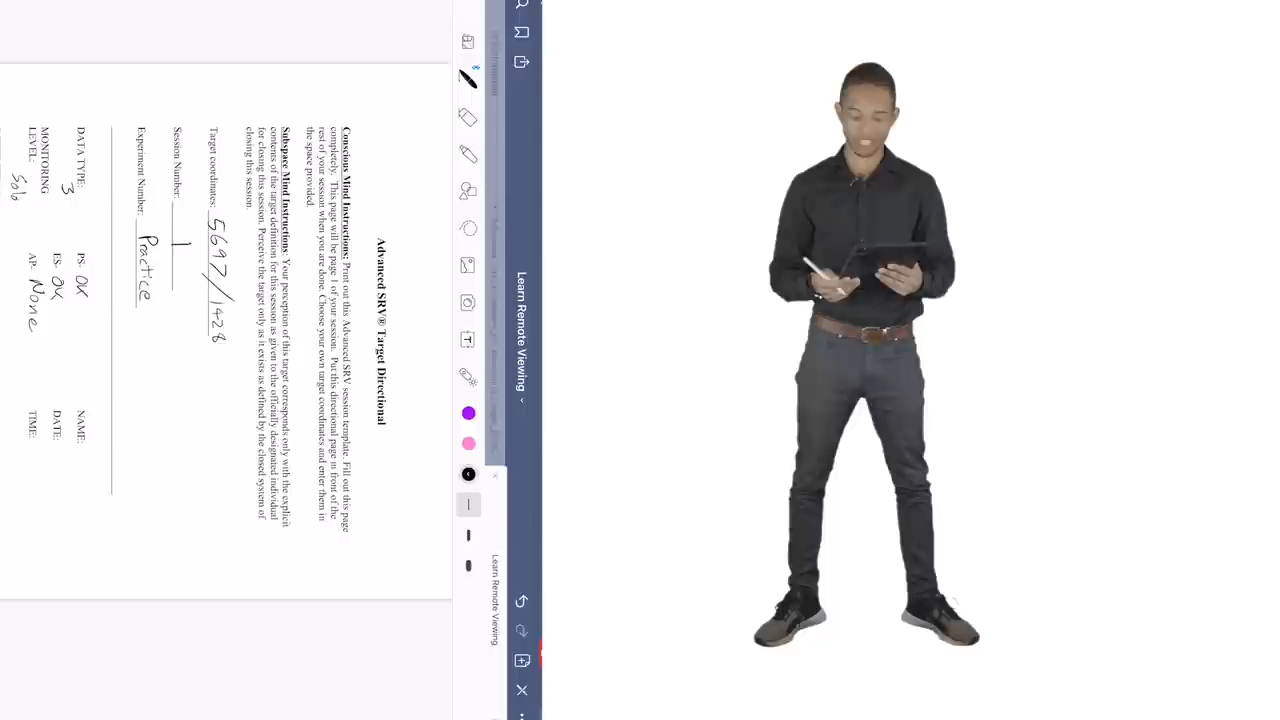 Learn Remote Viewing
Learn Remote Viewing
Advanced SRV® Target Directional
Conscious Mind Instructions: Print out this Advanced SRV session template. Fill out this page
completely. This page will be page 1 of your session. Put this directional page in front of the
rest of your session when you are done. Choose your own target coordinates and enter them in
the space provided.
Subspace Mind Instructions: Your perception of this target corresponds only with the explicit
contents of the target definition for this session as given to the officially designated individual
for closing this session. Perceive the target only as it exists as defined by the closed system of
closing this session.
Target coordinates: 5697/1428
Session Number: 1
Experiment Number: Practice
DATA TYPE: 3 PS: OK NAME:
ES: OK DATE:
MONITORING
LEVEL: Solo AP: None TIME: